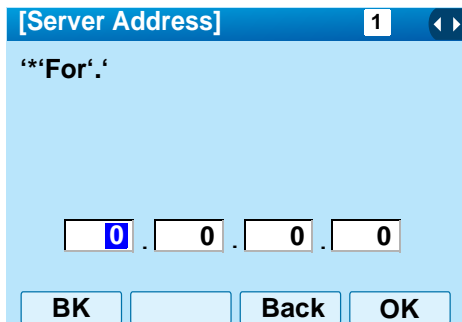 [Server Address] 1
‘*‘For‘.‘
0 . 0 . 0 . 0
BK Back OK